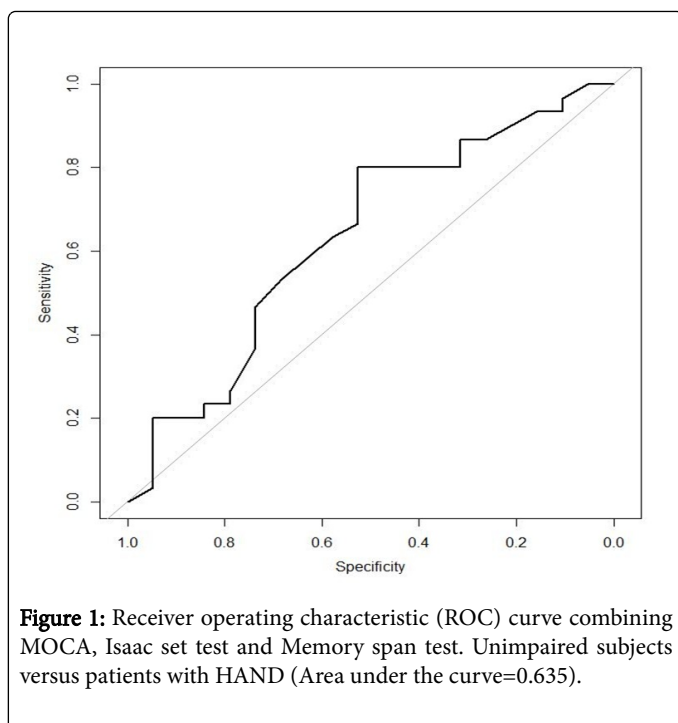 1.0
0.8
0.6
0.4
0.2
0.0
Sensitivity
1.0 0.8 0.6 0.4 0.2 0.0
Specificity
Figure 1: Receiver operating characteristic (ROC) curve combining
MOCA, Isaac set test and Memory span test. Unimpaired subjects
versus patients with HAND (Area under the curve=0.635).